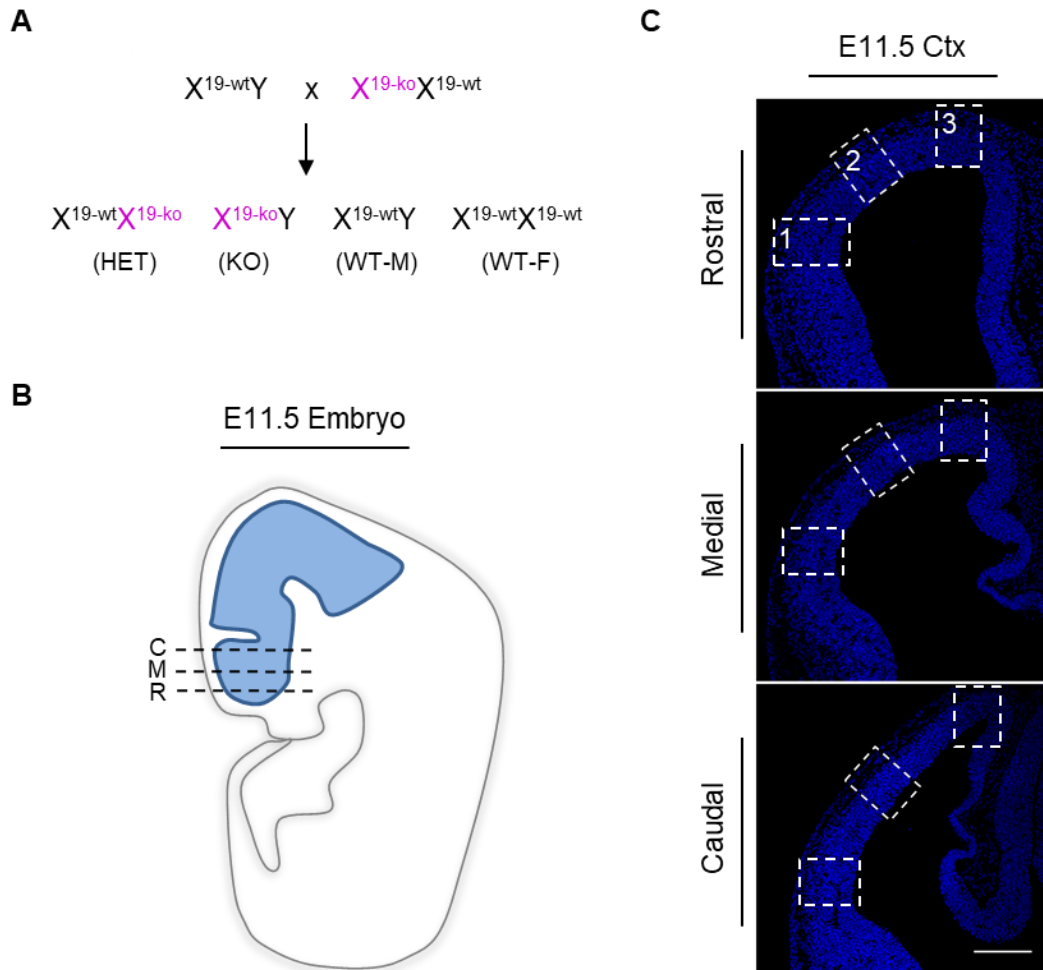 A
X19-wtY x X19-koX19-wt
X19-wtX19-ko X19-koY X19-wtY X19-wtX19-wt
(HET) (KO) (WT-M) (WT-F)
B
E11.5 Embryo
C
M
R
C
E11.5 Ctx
Rostral
1
2
3
Medial
Caudal